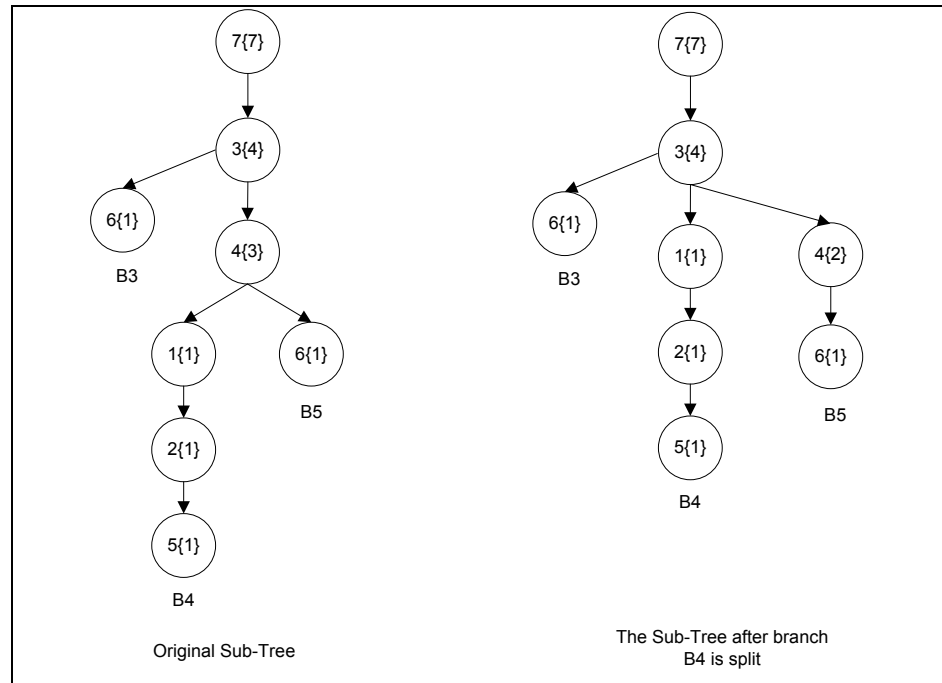 7{7}
3{4}
6{1}
B3
4{3}
1{1}
6{1}
B5
2{1}
5{1}
B4
Original Sub-Tree
7{7}
3{4}
6{1}
B3
1{1}
4{2}
2{1}
6{1}
B5
5{1}
B4
The Sub-Tree after branch
B4 is split